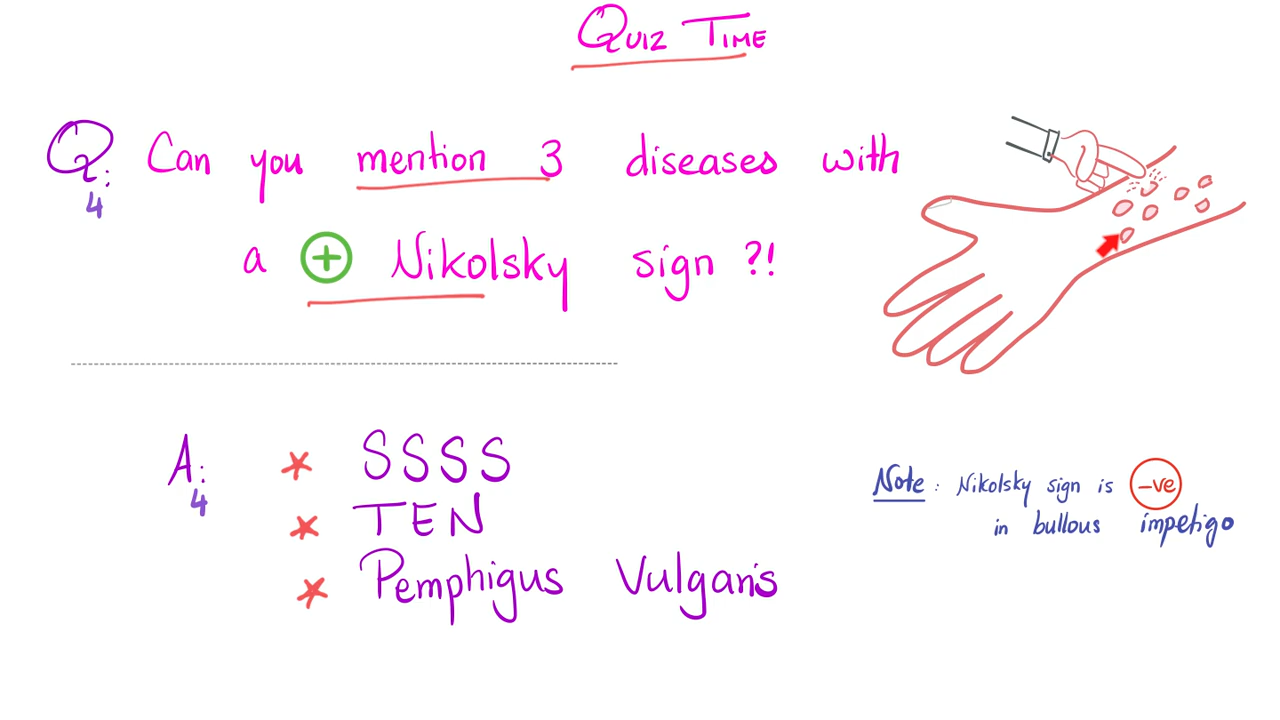 QUIZ TIME
Q: Can you mention 3 diseases with
4
a + Nikolsky sign ?!
A: * SSSS
4
* TEN
* Pemphigus Vulgaris
Note: Nikolsky sign is -ve
in bullous impetigo